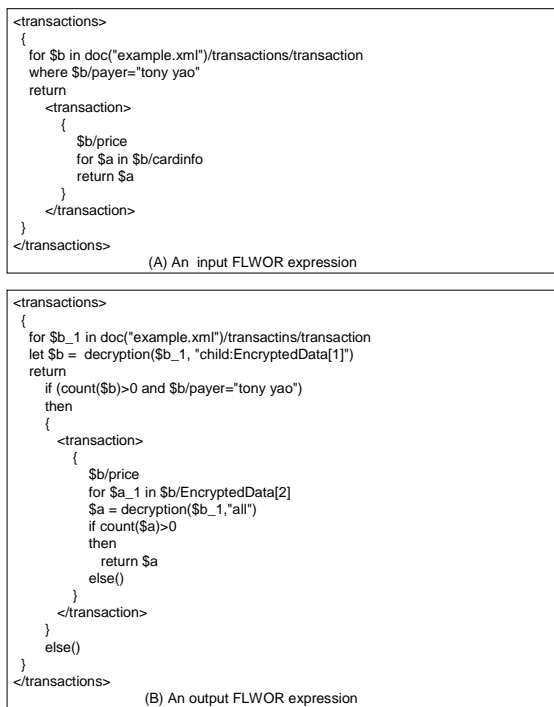 <transactions>
{
for $b in doc("example.xml")/transactions/transaction
where $b/payer="tony yao"
return
<transaction>
{
$b/price
for $a in $b/cardinfo
return $a
}
</transaction>
}
</transactions>
(A) An input FLWOR expression
<transactions>
{
for $b_1 in doc("example.xml")/transactins/transaction
let $b = decryption($b_1, "child:EncryptedData[1]")
return
if (count($b)>0 and $b/payer="tony yao")
then
{
<transaction>
{
$b/price
for $a_1 in $b/EncryptedData[2]
$a = decryption($b_1,"all")
if count($a)>0
then
return $a
else()
}
</transaction>
}
else()
}
</transactions>
(B) An output FLWOR expression